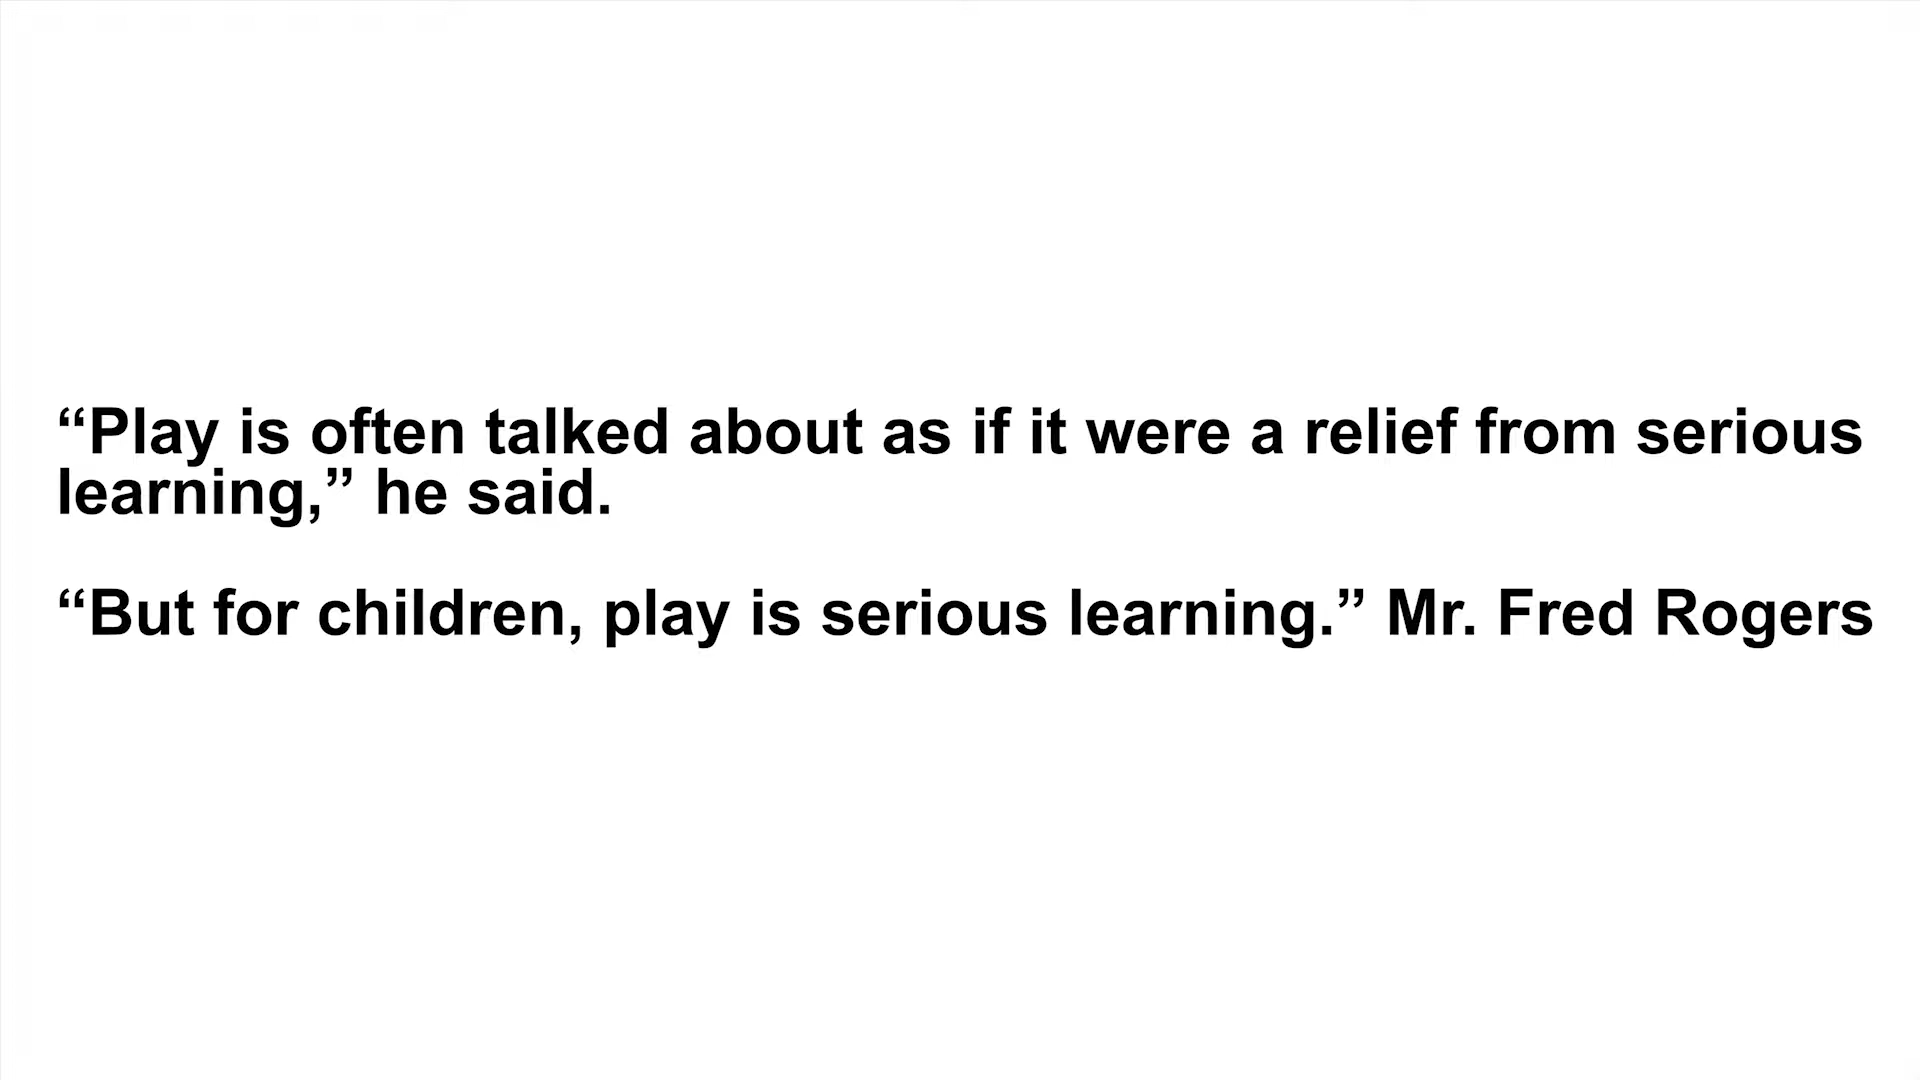 “Play is often talked about as if it were a relief from serious
learning,” he said.
“But for children, play is serious learning.” Mr. Fred Rogers